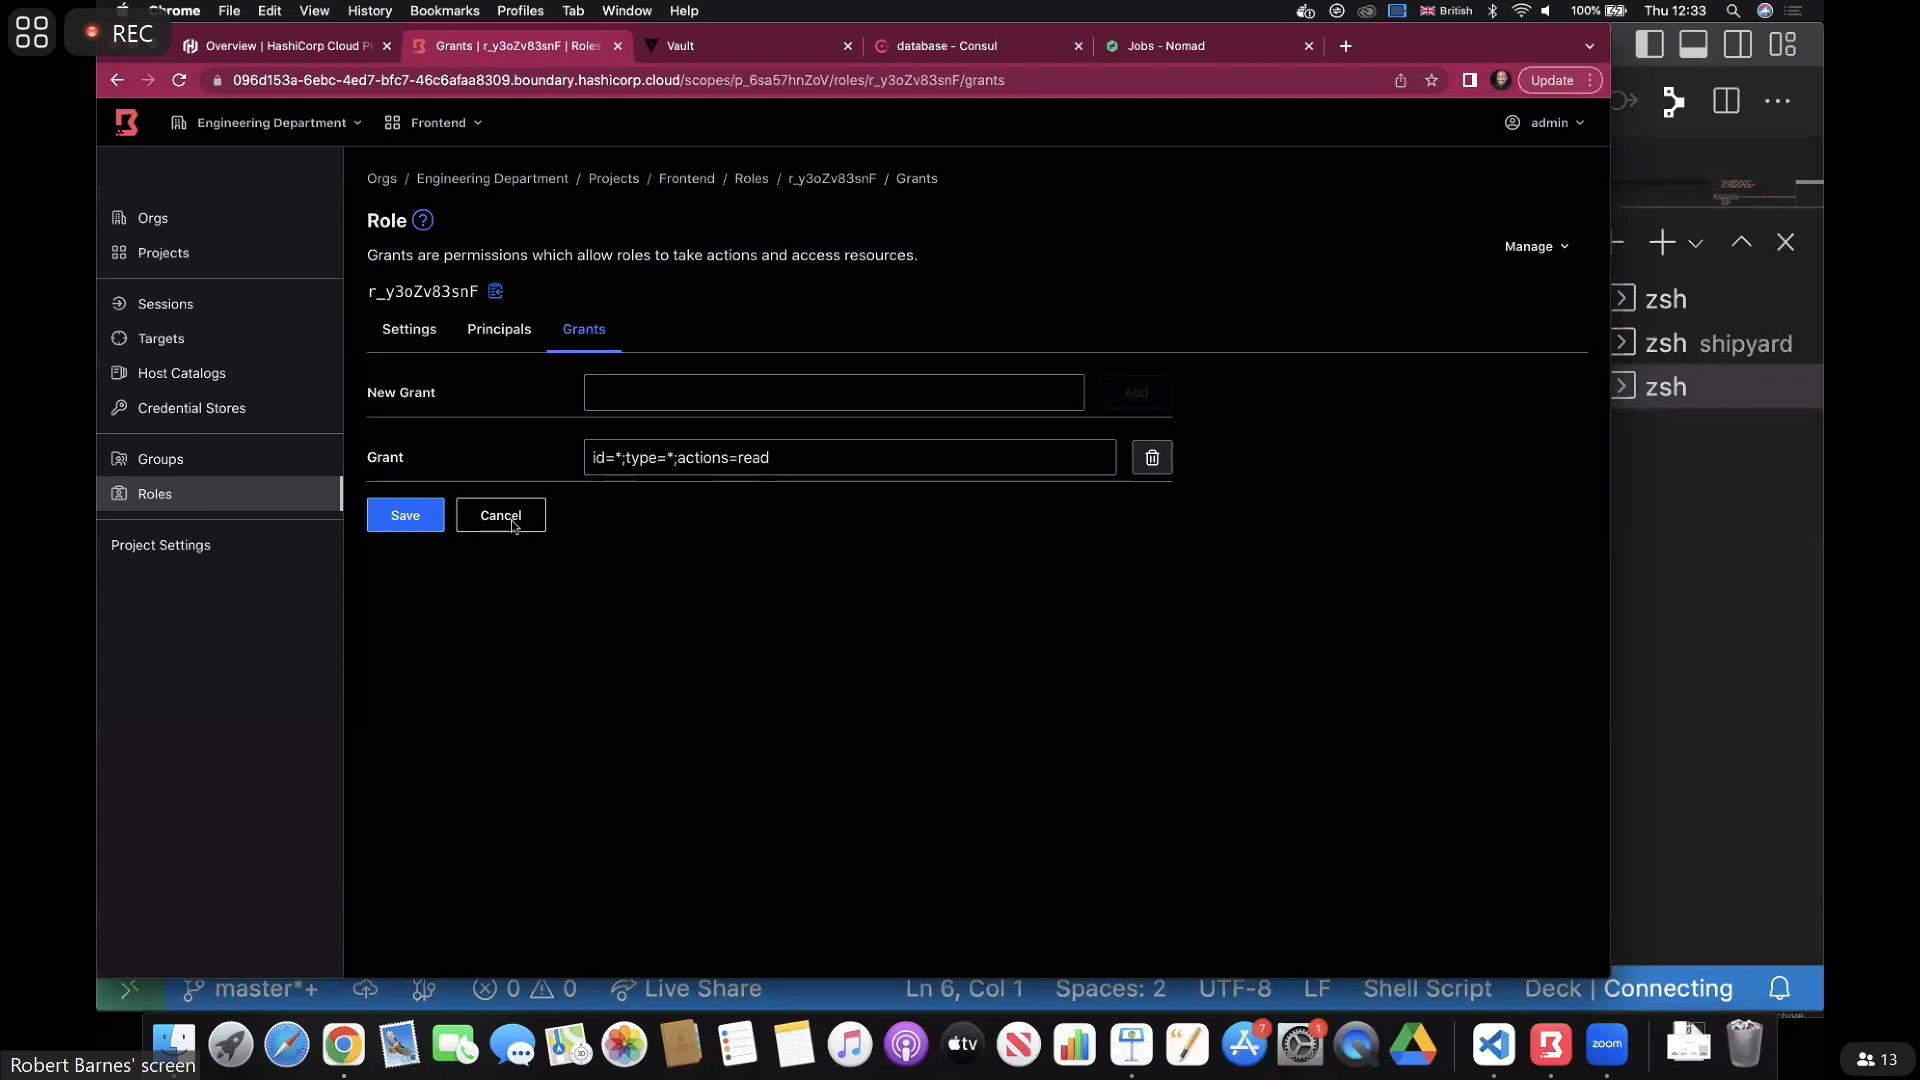 Chrome File Edit View History Bookmarks Profiles Tab Window Help
British 100% Thu 12:33
REC
Overview | HashiCorp Cloud Pl
Grants | r_y3oZv83snF | Roles
Vault
database - Consul
Jobs - Nomad
096d153a-6ebc-4ed7-bfc7-46c6afaa8309.boundary.hashicorp.cloud/scopes/p_6sa57hnZoV/roles/r_y3oZv83snF/grants
Update
Engineering Department
Frontend
admin
Orgs / Engineering Department / Projects / Frontend / Roles / r_y3oZv83snF / Grants
Orgs
Projects
Sessions
Targets
Host Catalogs
Credential Stores
Groups
Roles
Project Settings
Role ?
Grants are permissions which allow roles to take actions and access resources.
Manage
r_y3oZv83snF
Settings Principals Grants
New Grant
Add
Grant
id=*;type=*;actions=read
Save
Cancel
zsh
zsh shipyard
zsh
master*+ 0 0 Live Share Ln 6, Col 1 Spaces: 2 UTF-8 LF Shell Script Deck | Connecting
tv
3D
7
1
zoom
Robert Barnes' screen
13